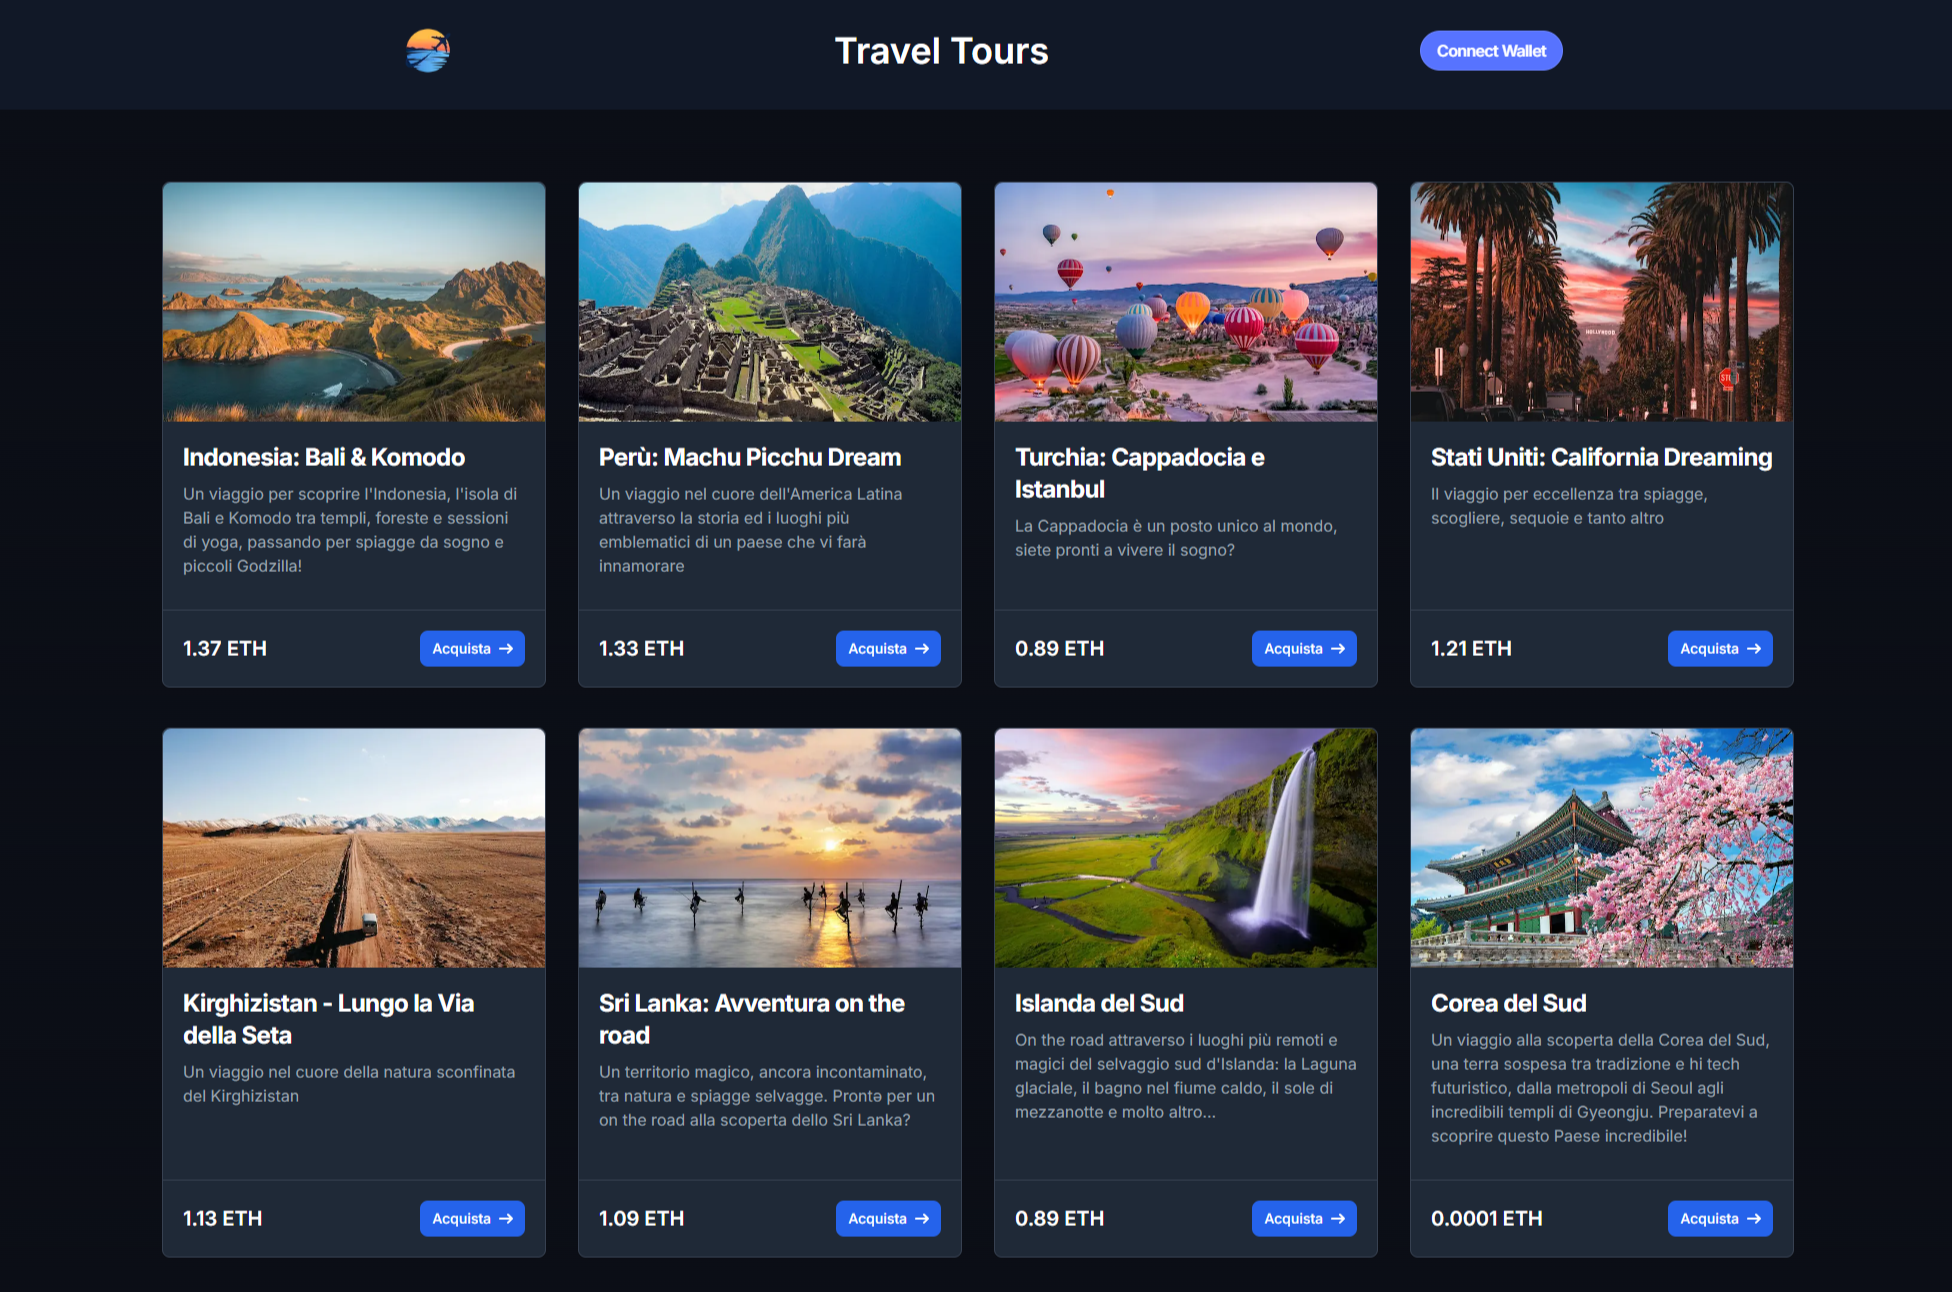 Travel Tours
Connect Wallet
HOLLYWOOD
Indonesia: Bali & Komodo
Un viaggio per scoprire l'Indonesia, l'isola di
Bali e Komodo tra templi, foreste e sessioni
di yoga, passando per spiagge da sogno e
piccoli Godzilla!
1.37 ETH
Acquista →
Perù: Machu Picchu Dream
Un viaggio nel cuore dell'America Latina
attraverso la storia ed i luoghi più
emblematici di un paese che vi farà
innamorare
1.33 ETH
Acquista →
Turchia: Cappadocia e
Istanbul
La Cappadocia è un posto unico al mondo,
siete pronti a vivere il sogno?
0.89 ETH
Acquista →
Stati Uniti: California Dreaming
Il viaggio per eccellenza tra spiagge,
scogliere, sequoie e tanto altro
1.21 ETH
Acquista →
Kirghizistan - Lungo la Via
della Seta
Un viaggio nel cuore della natura sconfinata
del Kirghizistan
1.13 ETH
Acquista →
Sri Lanka: Avventura on the
road
Un territorio magico, ancora incontaminato,
tra natura e spiagge selvagge. Prontə per un
on the road alla scoperta dello Sri Lanka?
1.09 ETH
Acquista →
Islanda del Sud
On the road attraverso i luoghi più remoti e
magici del selvaggio sud d'Islanda: la Laguna
glaciale, il bagno nel fiume caldo, il sole di
mezzanotte e molto altro...
0.89 ETH
Acquista →
Corea del Sud
Un viaggio alla scoperta della Corea del Sud,
una terra sospesa tra tradizione e hi tech
futuristico, dalla metropoli di Seoul agli
incredibili templi di Gyeongju. Preparatevi a
scoprire questo Paese incredibile!
0.0001 ETH
Acquista →